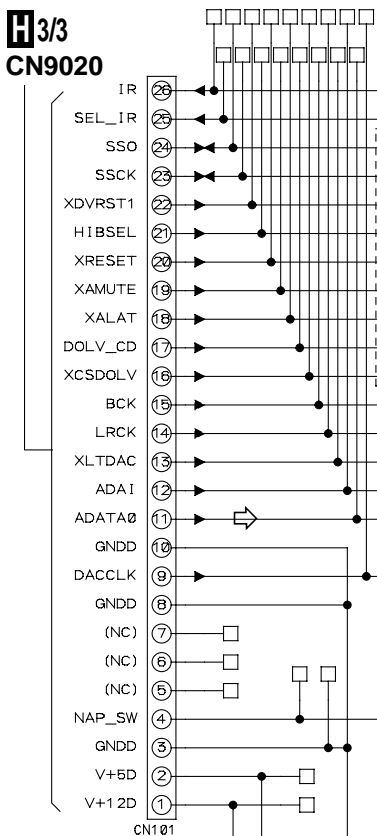 H 3/3
CN9020
IR 26
SEL_IR 25
SSO 24
SSCK 23
XDVRST1 22
HIBSEL 21
XRESET 20
XAMUTE 19
XALAT 18
DOLV_CD 17
XCSDOLV 16
BCK 15
LRCK 14
XLTDAC 13
ADAI 12
ADATA0 11
GNDD 10
DACCLK 9
GNDD 8
(NC) 7
(NC) 6
(NC) 5
NAP_SW 4
GNDD 3
V+5D 2
V+12D 1
CN101